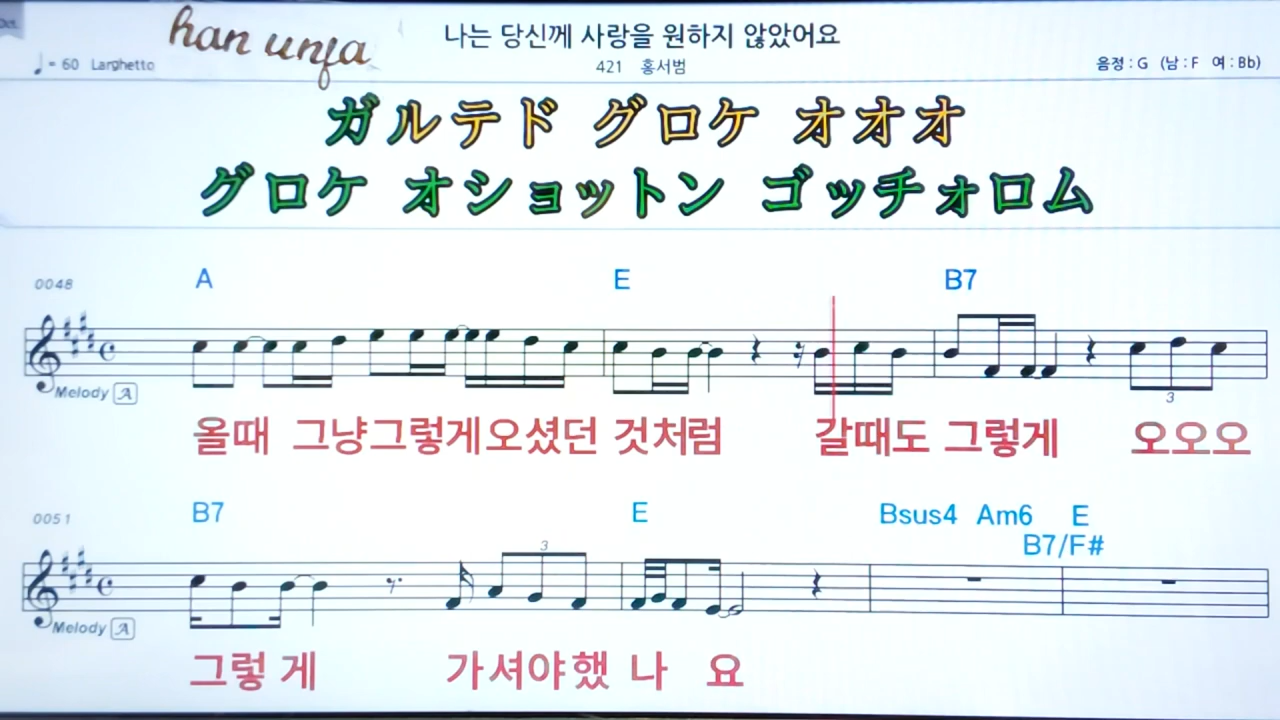 han unfa
나는 당신께 사랑을 원하지 않았어요
♩= 60 Larghetto
421 홍서범
음정 : G (남 : F 여 : Bb)
ガルテド グロケ オオオ
グロケ オショットン ゴッチォロム
0048
A E B7
Melody A
3
올때 그냥그렇게오셨던 것처럼 갈때도 그렇게 오오오
0051
B7 E Bsus4 Am6 E
B7/F#
3
Melody A
그렇 게 가셔야했 나 요